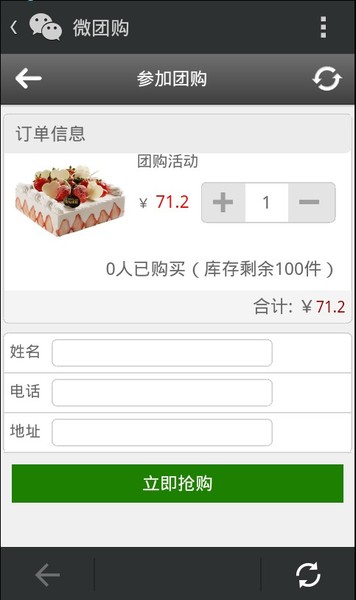 微团购
参加团购
订单信息
团购活动
¥ 71.2
1
0人已购买（库存剩余100件）
合计: ￥71.2
姓名
电话
地址
立即抢购